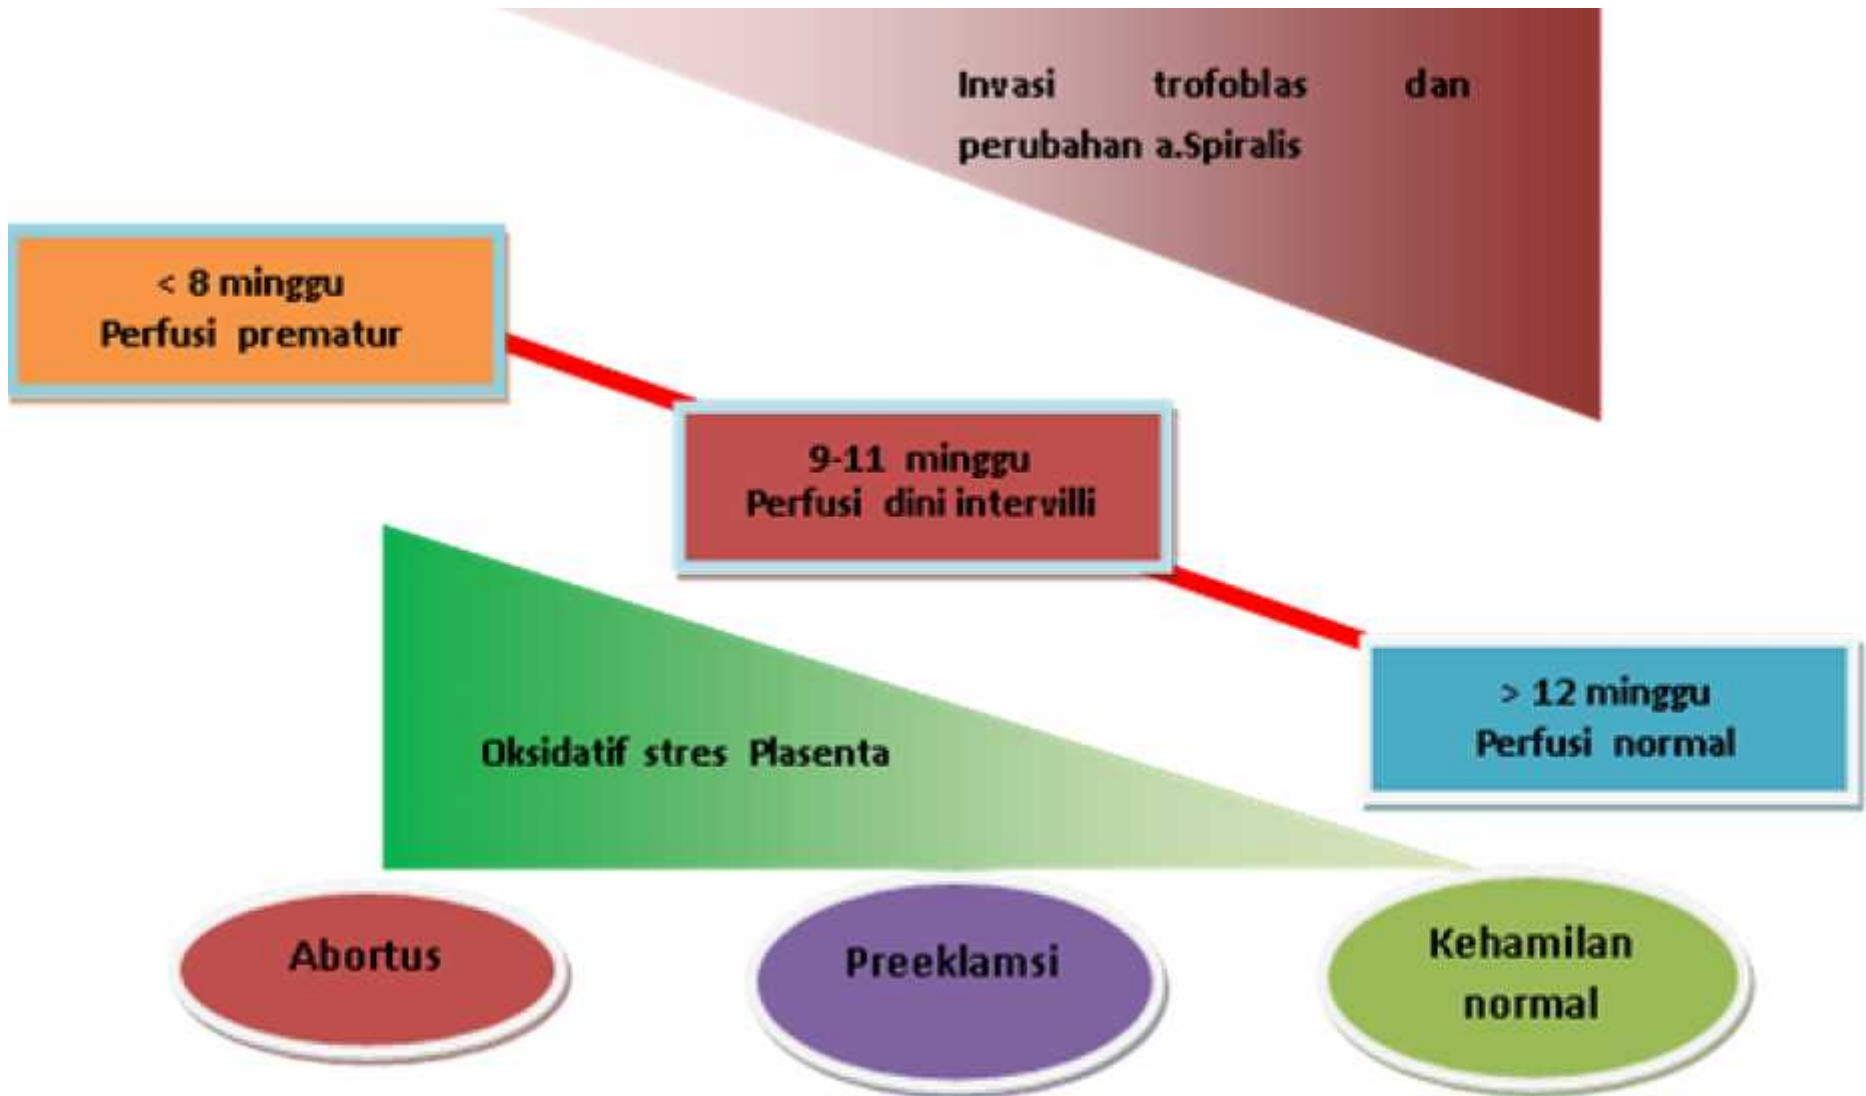 Invasi trofoblas dan
perubahan a.Spiralis
< 8 minggu
Perfusi prematur
9-11 minggu
Perfusi dini intervilli
> 12 minggu
Perfusi normal
Oksidatif stres Plasenta
Abortus
Preeklamsi
Kehamilan
normal